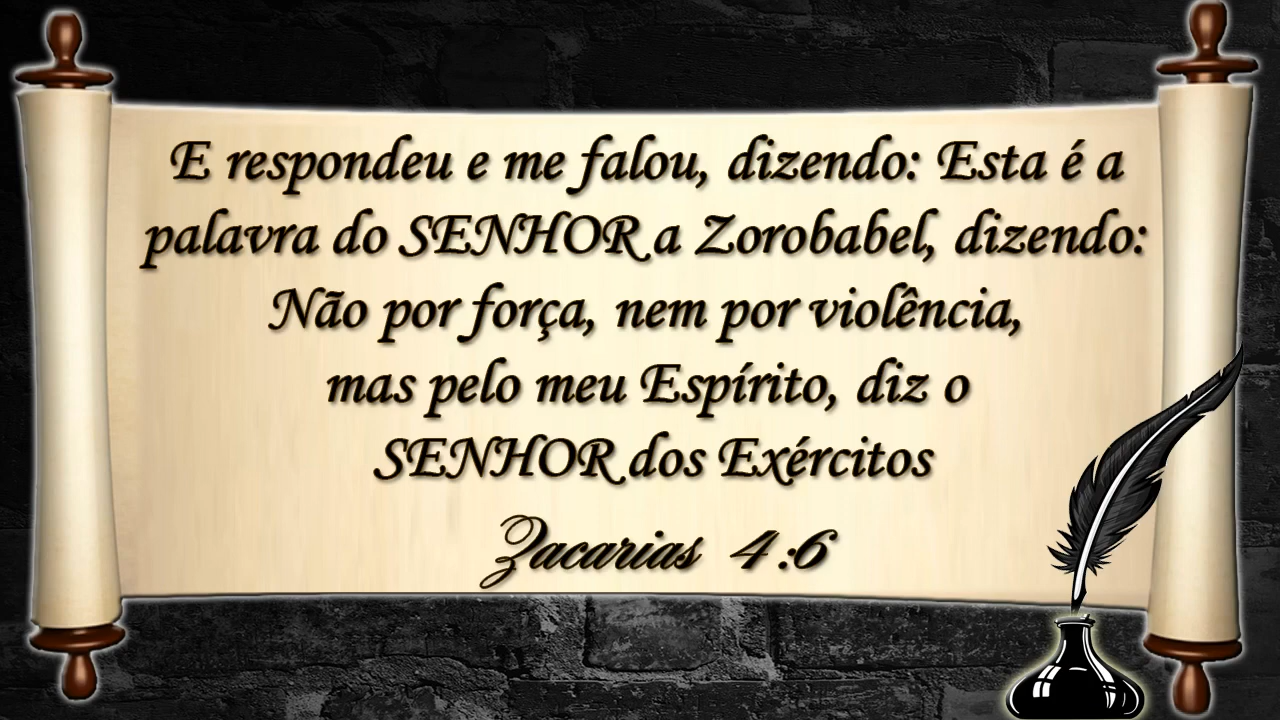 E respondeu e me falou, dizendo: Esta é a
palavra do SENHOR a Zorobabel, dizendo:
Não por força, nem por violência,
mas pelo meu Espírito, diz o
SENHOR dos Exércitos
Zacarias 4:6